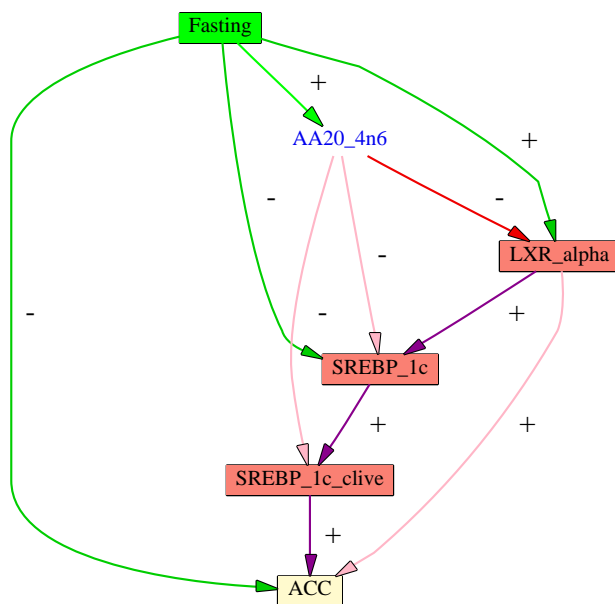 Fasting
+
AA20_4n6
+
-
-
LXR_alpha
-
-
-
+
SREBP_1c
+
+
SREBP_1c_clive
+
ACC